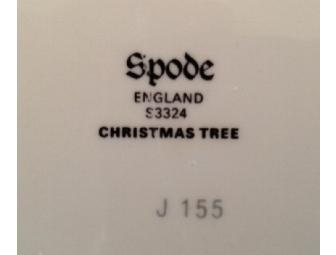 Spode
ENGLAND
S3324
CHRISTMAS TREE
J 155